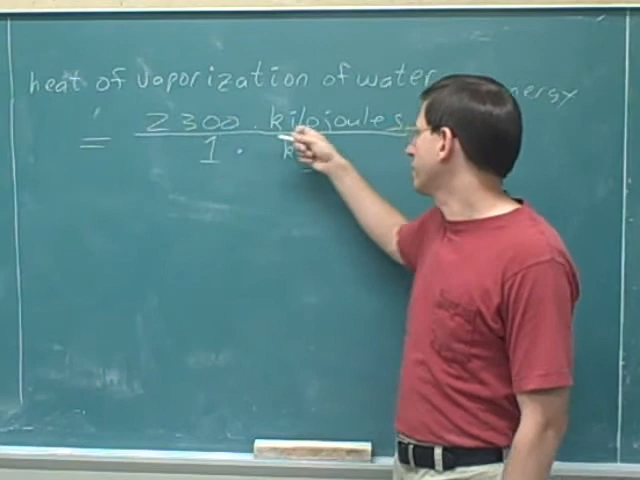 heat of vaporization of water
= 2300 · kilojoules
1 ·